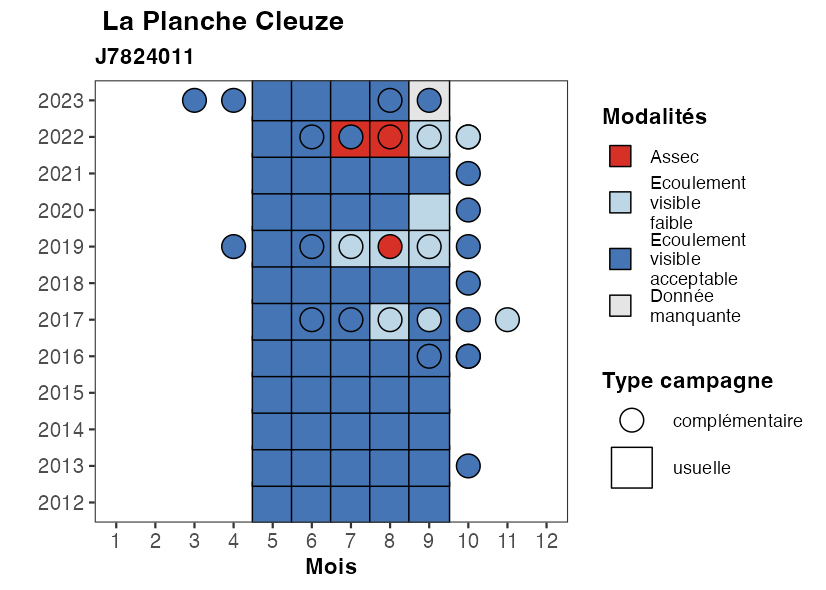 La Planche Cleuze
J7824011
2023
2022
2021
2020
2019
2018
2017
2016
2015
2014
2013
2012
1 2 3 4 5 6 7 8 9 10 11 12
Mois
Modalités
Assec
Ecoulement
visible
faible
Ecoulement
visible
acceptable
Donnée
manquante
Type campagne
complémentaire
usuelle